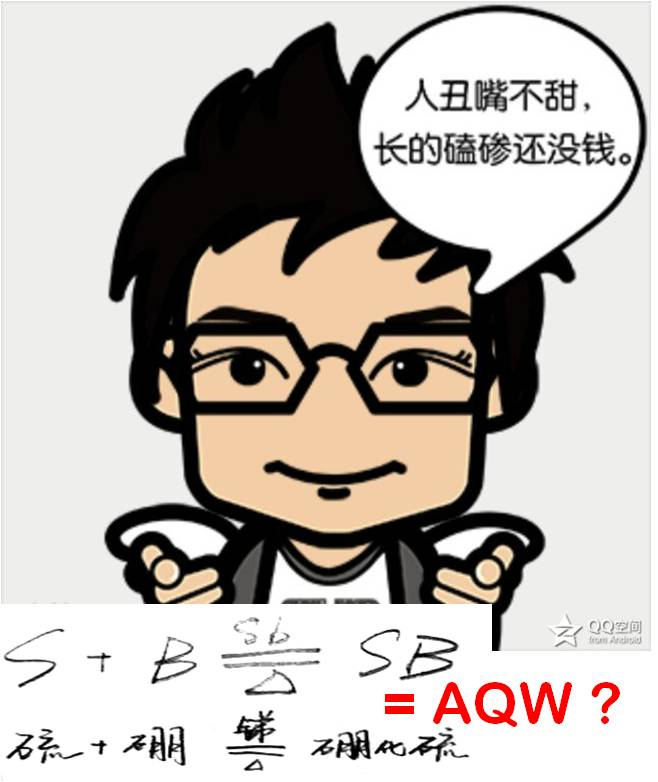 人丑嘴不甜，
长的磕碜还没钱。
QQ空间
from Android
Sb
S + B SB
△
= AQW ?
锑
硫 + 硼 硼化硫
△